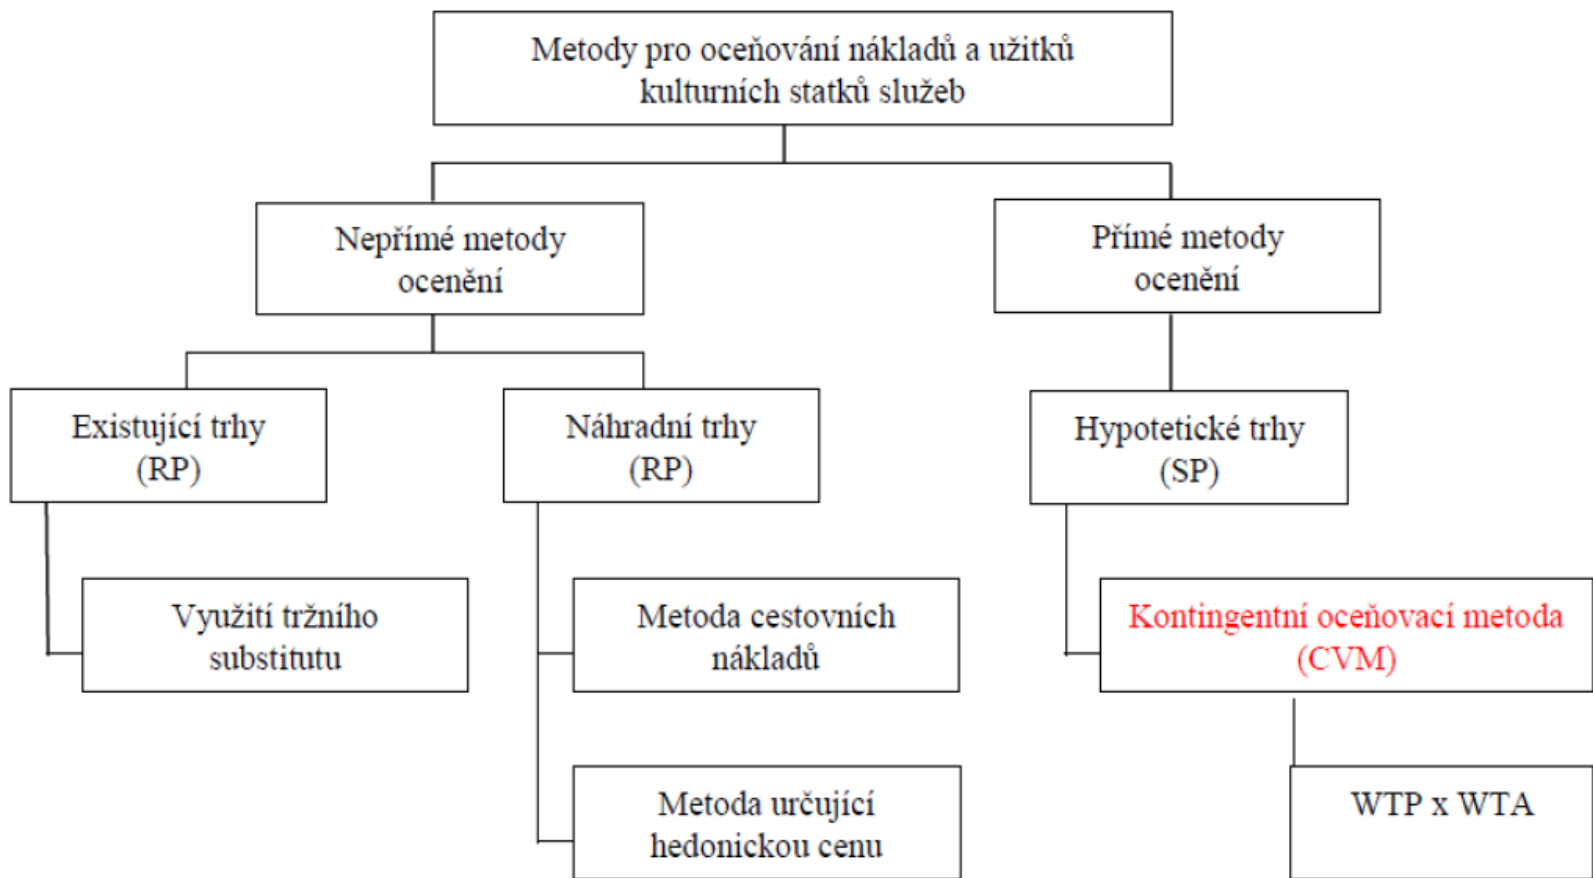 Metody pro oceňování nákladů a užitků
kulturních statků služeb
Nepřímé metody
ocenění
Přímé metody
ocenění
Existující trhy
(RP)
Náhradní trhy
(RP)
Hypotetické trhy
(SP)
Využití tržního
substitutu
Metoda cestovních
nákladů
Kontingentní oceňovací metoda
(CVM)
Metoda určující
hedonickou cenu
WTP x WTA